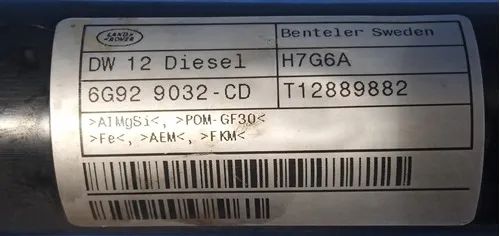 LAND ROVER
Benteler Sweden
DW 12 Diesel
H7G6A
6G92 9032-CD
T12889882
>AlMgSi<, >POM-GF30<
>Fe<, >AEM<, >FKM<